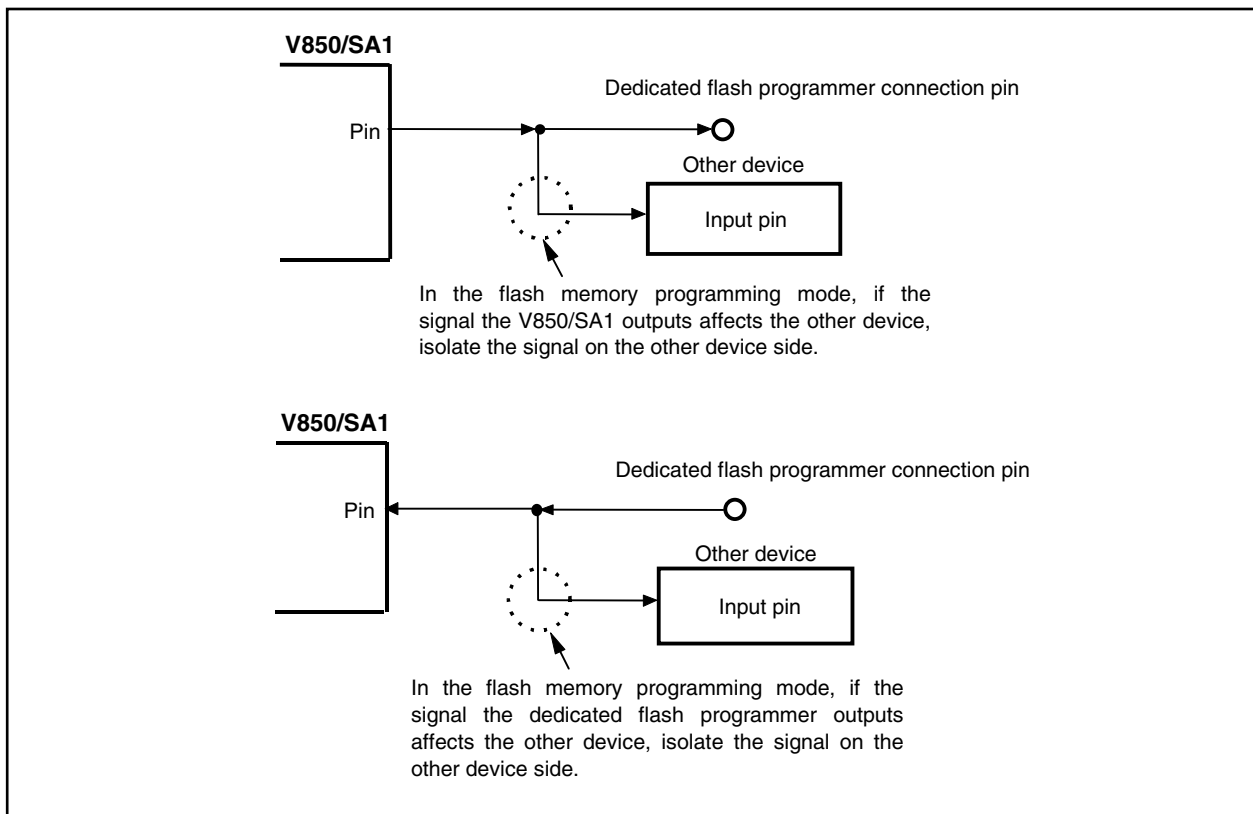 V850/SA1
Dedicated flash programmer connection pin
Pin
Other device
Input pin
In the flash memory programming mode, if the
signal the V850/SA1 outputs affects the other device,
isolate the signal on the other device side.
V850/SA1
Dedicated flash programmer connection pin
Pin
Other device
Input pin
In the flash memory programming mode, if the
signal the dedicated flash programmer outputs
affects the other device, isolate the signal on the
other device side.